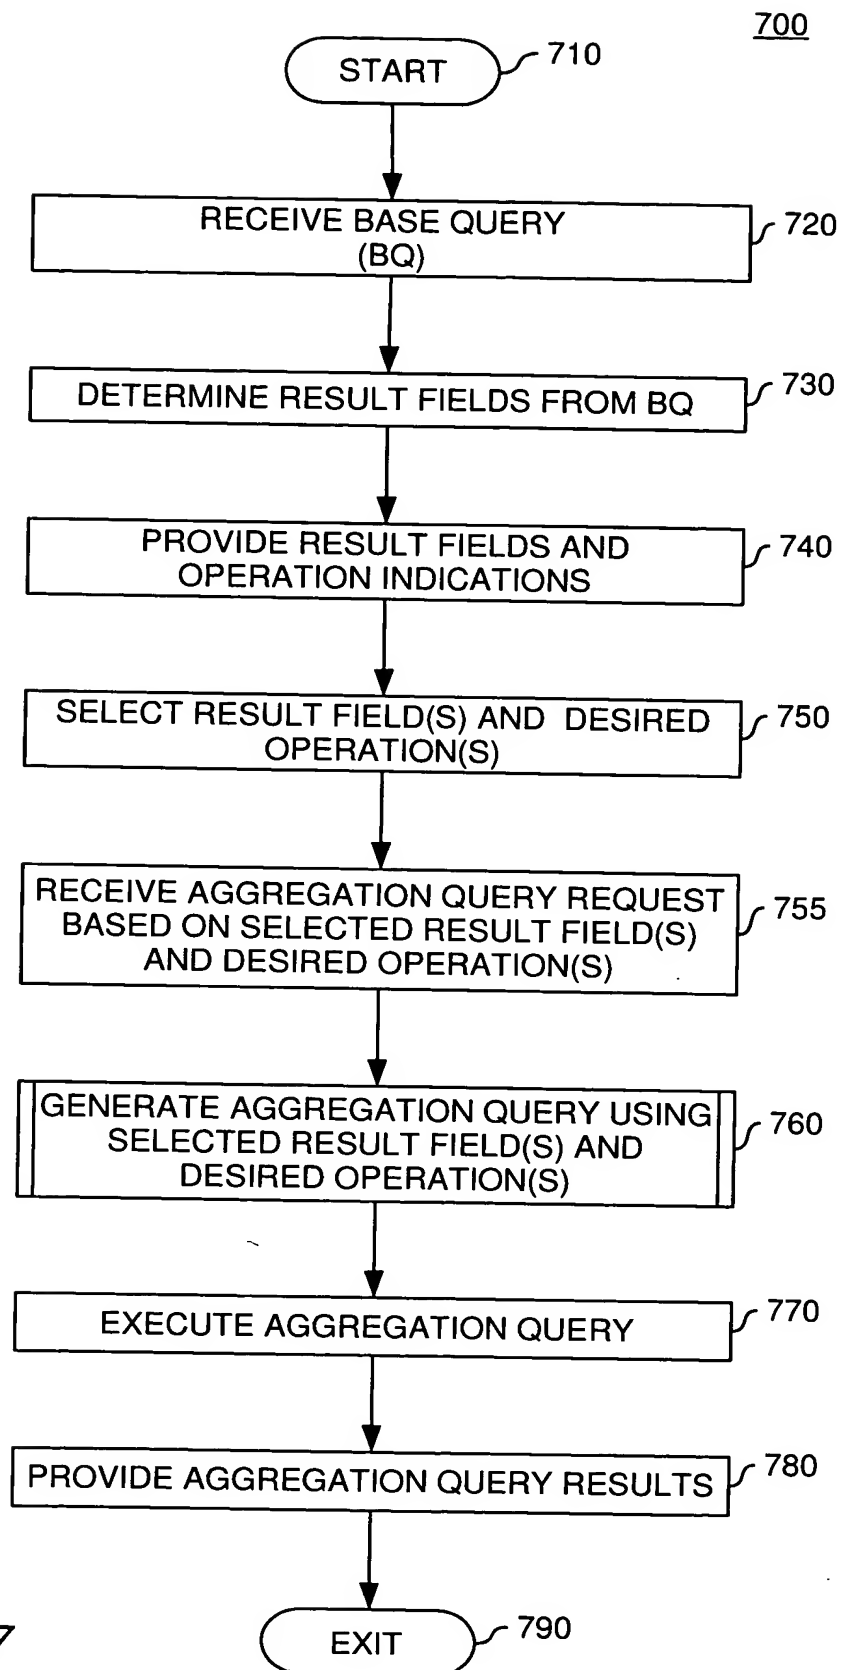 700
START
710
RECEIVE BASE QUERY
(BQ)
720
DETERMINE RESULT FIELDS FROM BQ
730
PROVIDE RESULT FIELDS AND
OPERATION INDICATIONS
740
SELECT RESULT FIELD(S) AND DESIRED
OPERATION(S)
750
RECEIVE AGGREGATION QUERY REQUEST
BASED ON SELECTED RESULT FIELD(S)
AND DESIRED OPERATION(S)
755
GENERATE AGGREGATION QUERY USING
SELECTED RESULT FIELD(S) AND
DESIRED OPERATION(S)
760
EXECUTE AGGREGATION QUERY
770
PROVIDE AGGREGATION QUERY RESULTS
780
EXIT
790